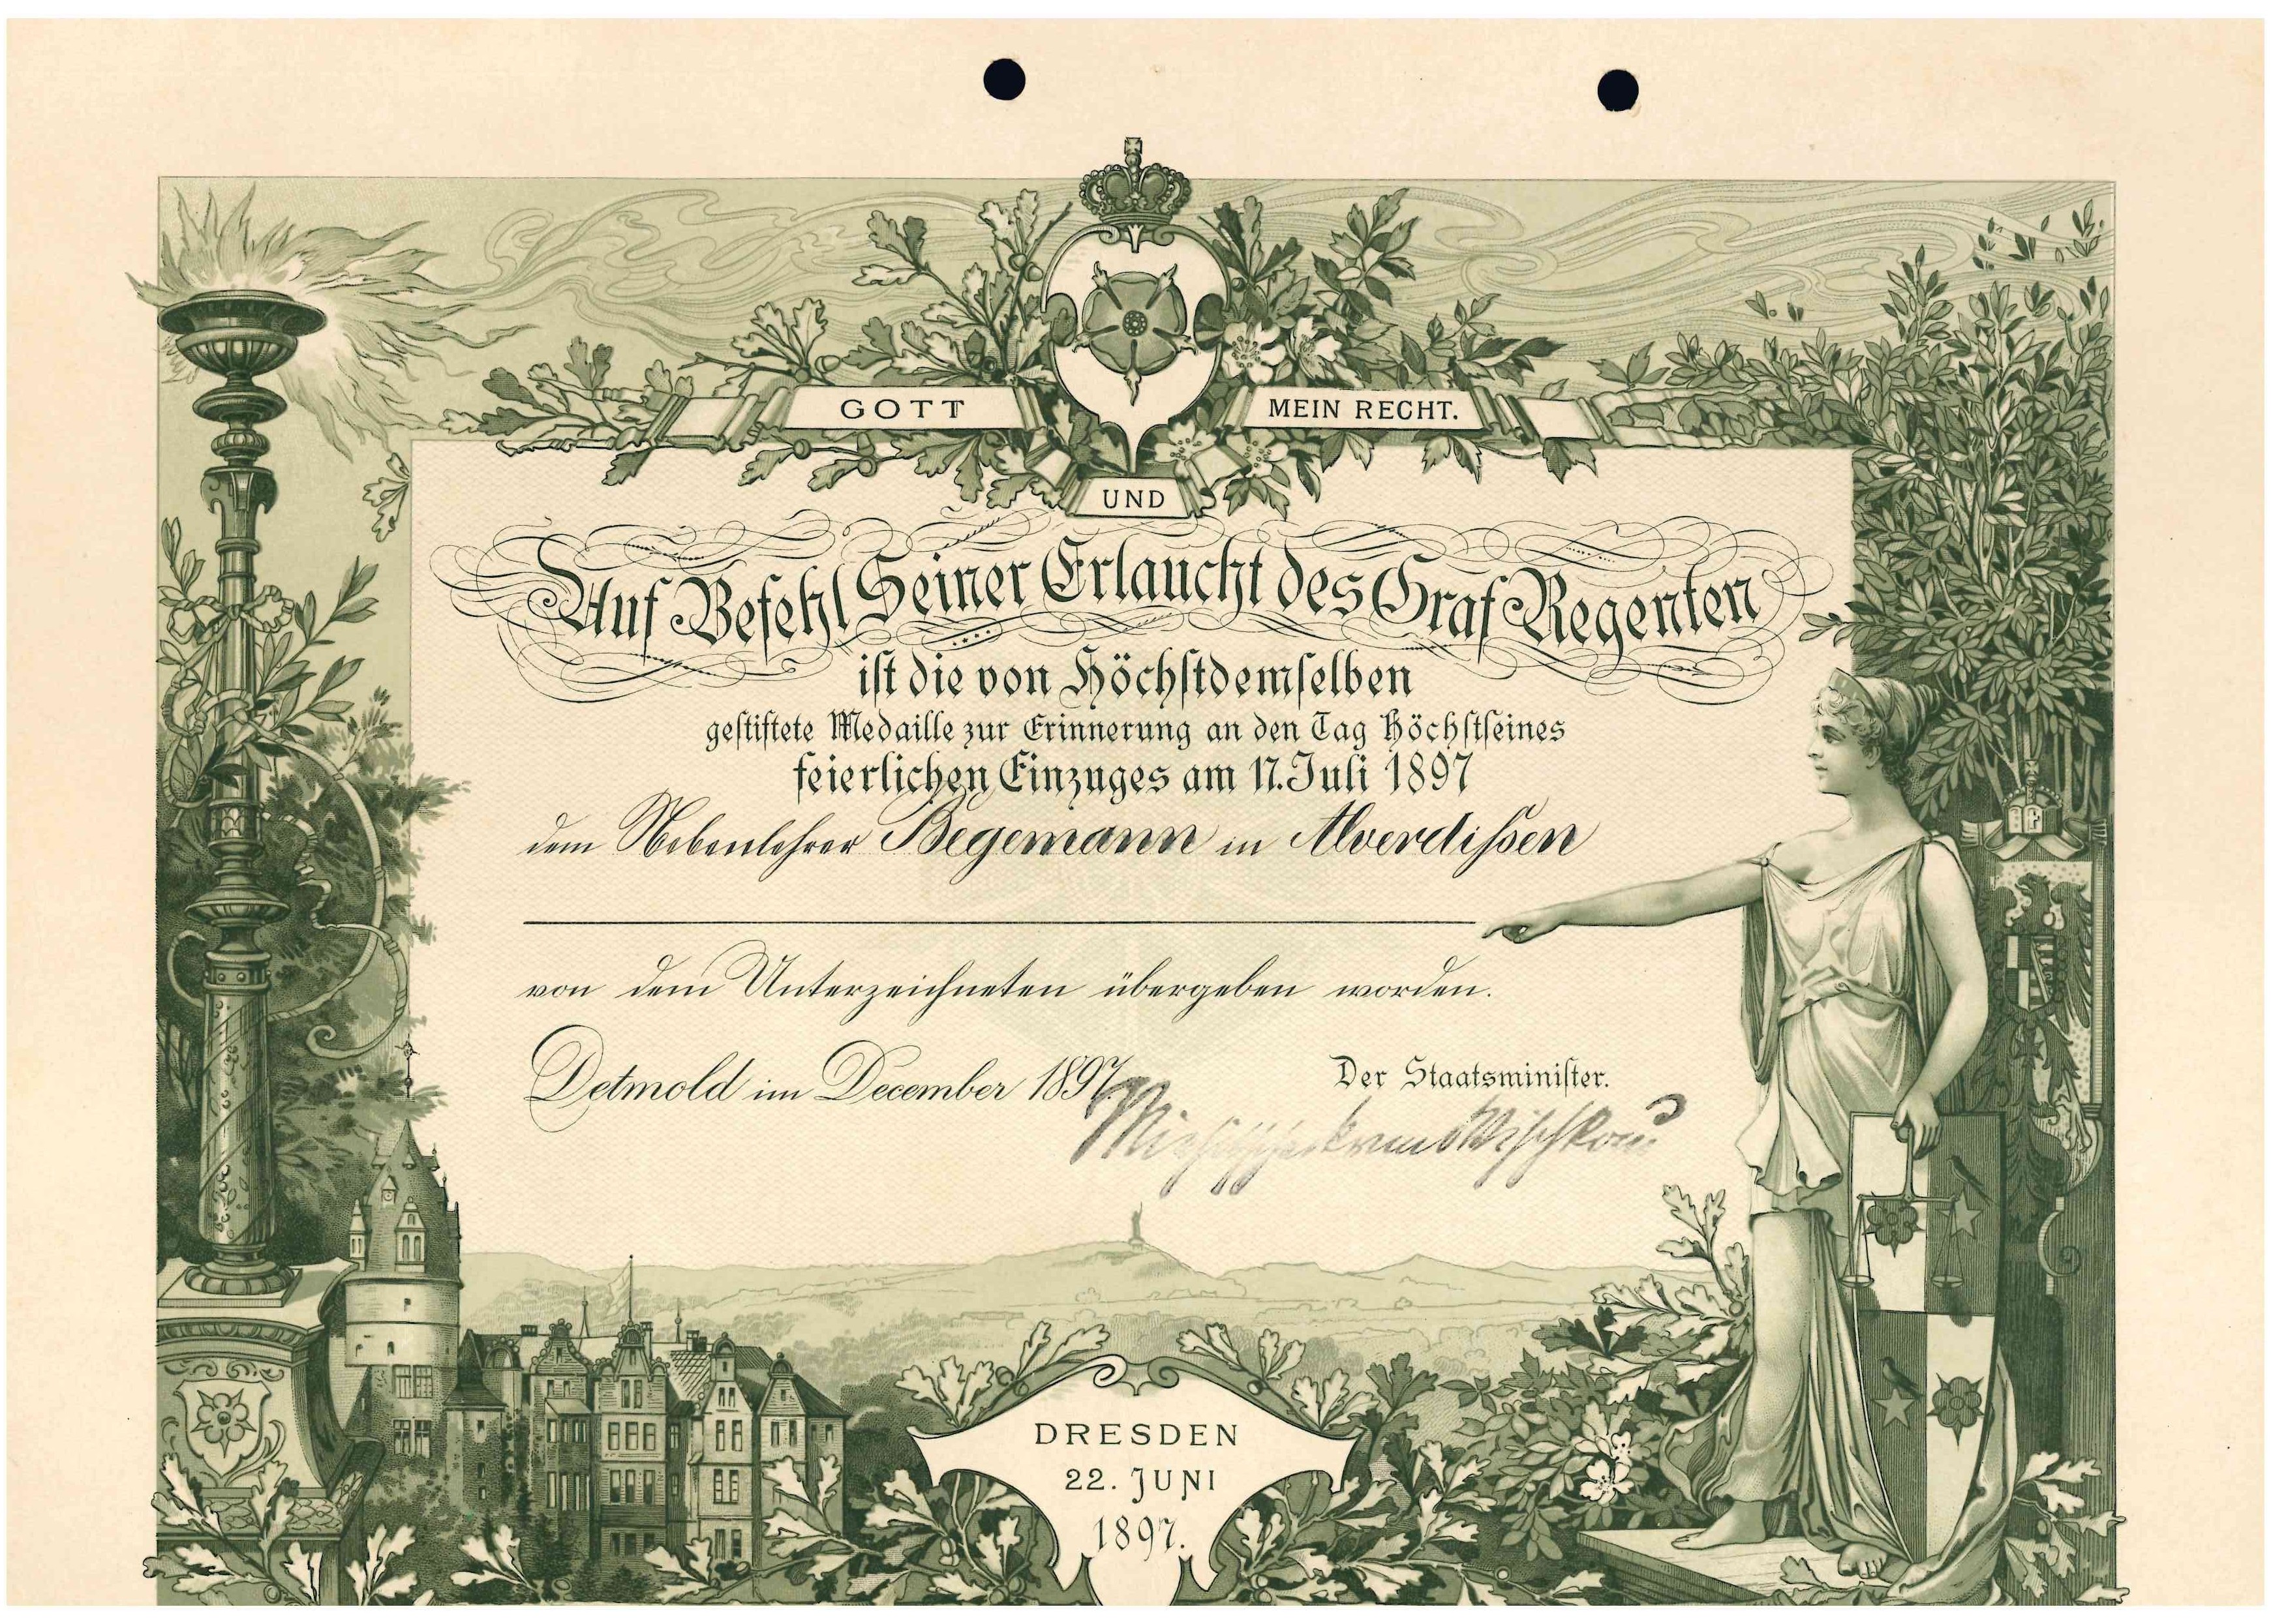 GOTT
UND
MEIN RECHT.
Auf Befehl Seiner Erlaucht des Graf-Regenten
ist die von Höchstdemselben
gestiftete Medaille zur Erinnerung an den Tag Höchstseines
feierlichen Einzuges am 17. Juli 1897
dem Nebenlehrer Begemann in Alverdissen
von dem Unterzeichneten übergeben worden.
Detmold im December 1897.
Der Staatsminister.
DRESDEN
22. JUNI
1897.